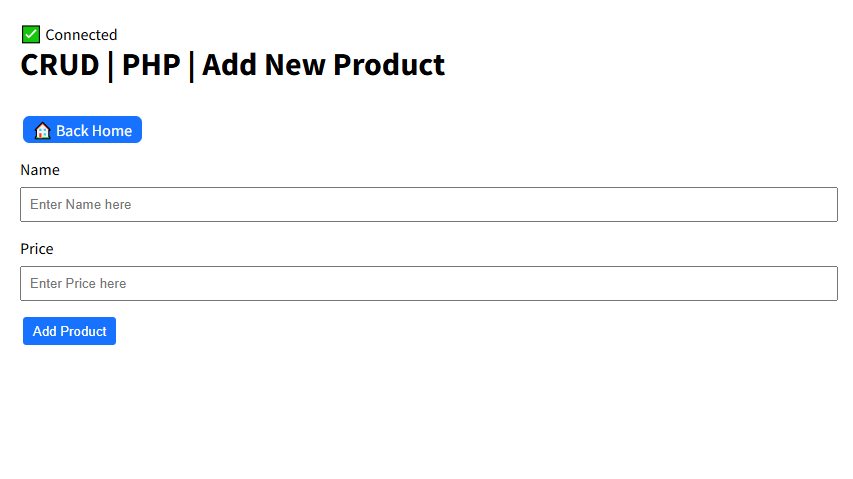 ✅ Connected
CRUD | PHP | Add New Product
🏠 Back Home
Name
Enter Name here
Price
Enter Price here
Add Product